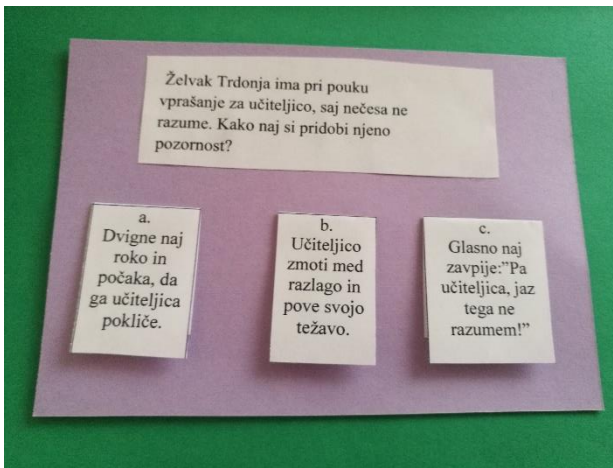 Želvak Trdonja ima pri pouku
vprašanje za učiteljico, saj nečesa ne
razume. Kako naj si pridobi njeno
pozornost?
a.
Dvigne naj
roko in
počaka, da
ga učiteljica
pokliče.
b.
Učiteljico
zmoti med
razlago in
pove svojo
težavo.
c.
Glasno naj
zavpije:”Pa
učiteljica, jaz
tega ne
razumem!”